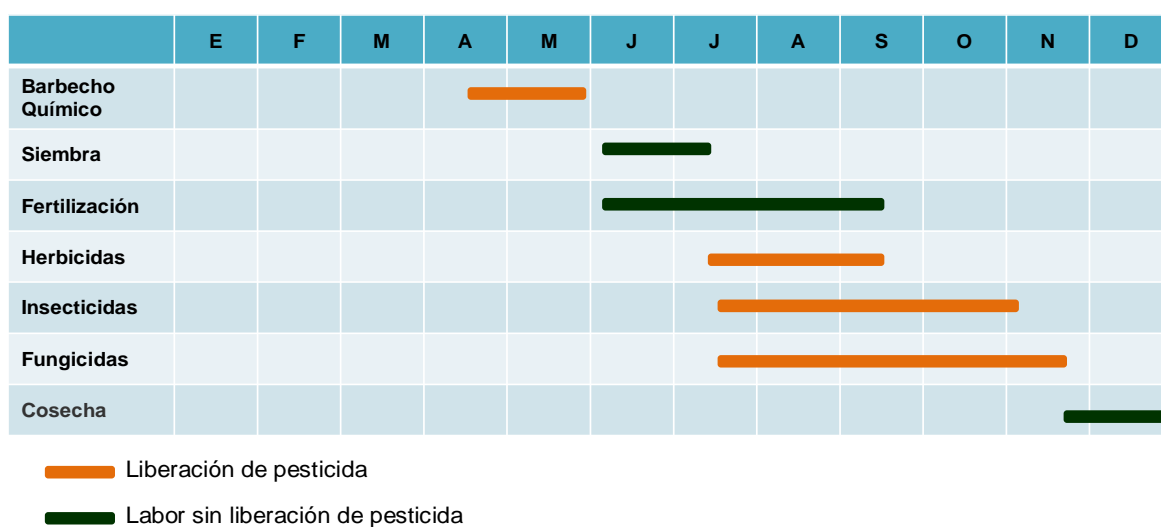 E F M A M J J A S O N D
Barbecho
Químico
Siembra
Fertilización
Herbicidas
Insecticidas
Fungicidas
Cosecha
Liberación de pesticida
Labor sin liberación de pesticida